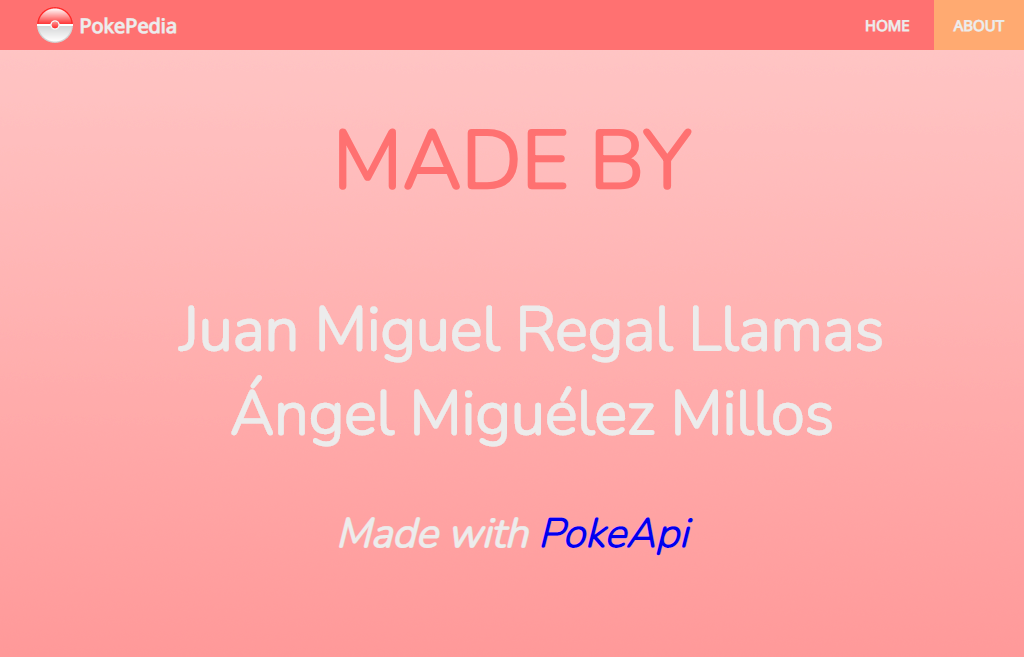 PokePedia
HOME
ABOUT
MADE BY
Juan Miguel Regal Llamas
Ángel Miguélez Millos
Made with PokeApi